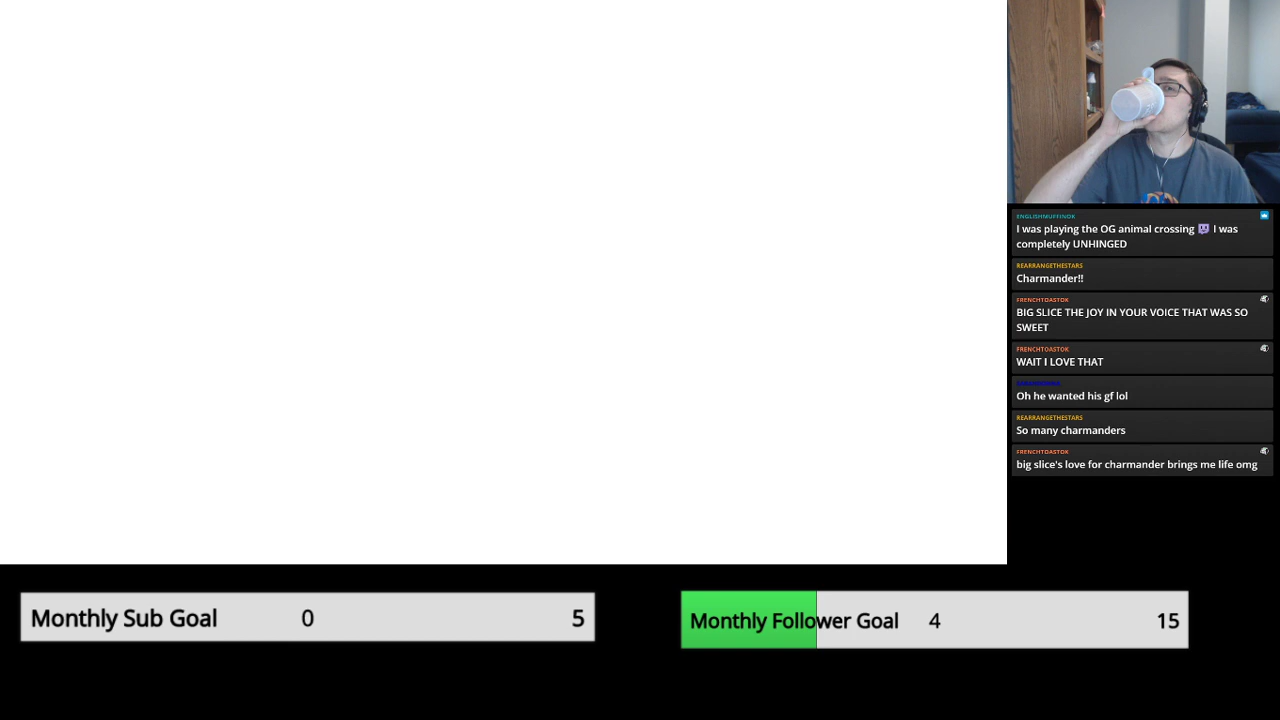 ENGLISHMUFFINOK
I was playing the OG animal crossing I was
completely UNHINGED
REARRANGETHESTARS
Charmander!!
FRENCHTOASTOK
BIG SLICE THE JOY IN YOUR VOICE THAT WAS SO
SWEET
FRENCHTOASTOK
WAIT I LOVE THAT
Oh he wanted his gf lol
REARRANGETHESTARS
So many charmanders
FRENCHTOASTOK
big slice's love for charmander brings me life omg
Monthly Sub Goal 0 5
Monthly Follower Goal 4 15